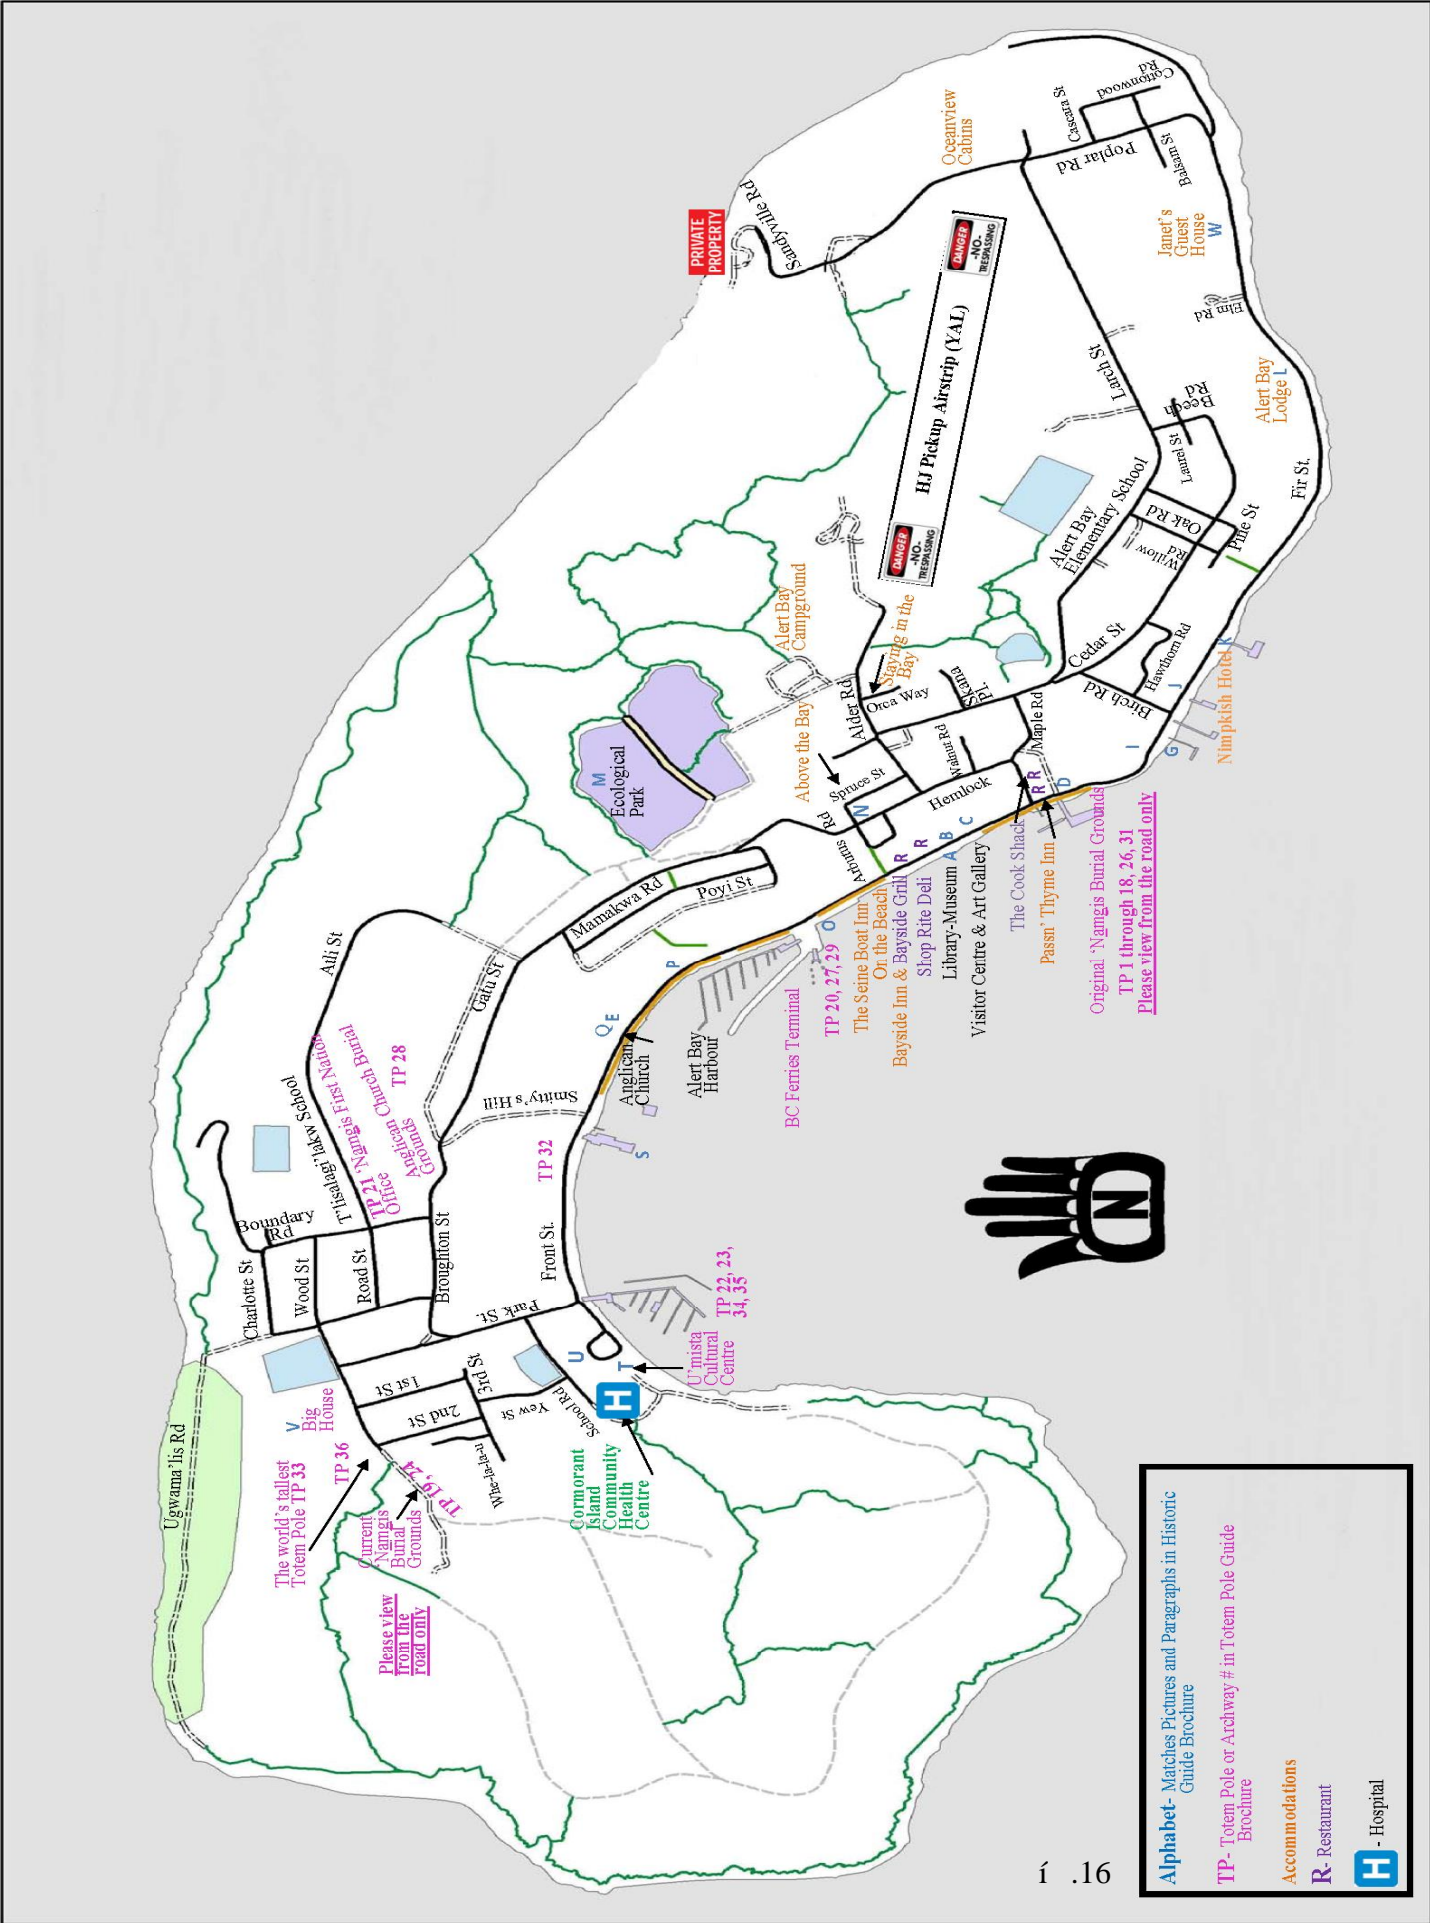 Cottonwood
Rd
Cascara St
Poplar Rd
Balsam St
Oceanview
Cabins
Sandyville Rd
PRIVATE
PROPERTY
Janet's
Guest
House
W
Elm Rd
DANGER
-NO-
TRESPASSING
HJ Pickup Airstrip (YAL)
DANGER
-NO-
TRESPASSING
Larch St
Beech
Rd
Laurel St
Alert Bay
Lodge L
Fir St.
Alert Bay
Elementary School
Oak Rd
Willow
Rd
Pine St
Cedar St
Hawthorn Rd
Birch Rd
Nimpkish Hotel K
J
G
I
Alert Bay
Campground
Staying in the
Bay
Above the Bay
Alder Rd
Orca Way
Skana
Pl.
Maple Rd
Walnut Rd
Spruce St
Hemlock
Arbutus
Rd
N
M
Ecological
Park
R
R
D
C
B
A
R
R
The Cook Shack
Passn' Thyme Inn
Original 'Namgis Burial Grounds
TP 1 through 18, 26, 31
Please view from the road only
Visitor Centre & Art Gallery
Library-Museum
Shop Rite Deli
Bayside Inn & Bayside Grill
On the Beach
The Seine Boat Inn
TP 20, 27, 29
O
BC Ferries Terminal
Mamakwa Rd
Poyi St
P
Q
E
Alert Bay
Harbour
Anglican
Church
Atli St
Gatu St
Smitty's Hill
T'lisalagi'lakw School
TP 21 'Namgis First Nation
Office
Anglican Church Burial
Grounds
TP 28
TP 32
S
Boundary
Rd
Charlotte St
Wood St
Road St
Broughton St
Front St.
Park St.
TP 22, 23,
34, 35
U'mista
Cultural
Centre
T
U
H
1st St
2nd St
3rd St
Yew St
School Rd
Whe-la-la-u
V
Big
House
TP 36
The world's tallest
Totem Pole TP 33
TP 19, 24
Current
'Namgis
Burial
Grounds
Please view
from the
road only
Cormorant
Island
Community
Health
Centre
Ugwama'lis Rd
N
í .16
Alphabet- Matches Pictures and Paragraphs in Historic
Guide Brochure
TP- Totem Pole or Archway # in Totem Pole Guide
Brochure
Accommodations
R- Restaurant
H - Hospital